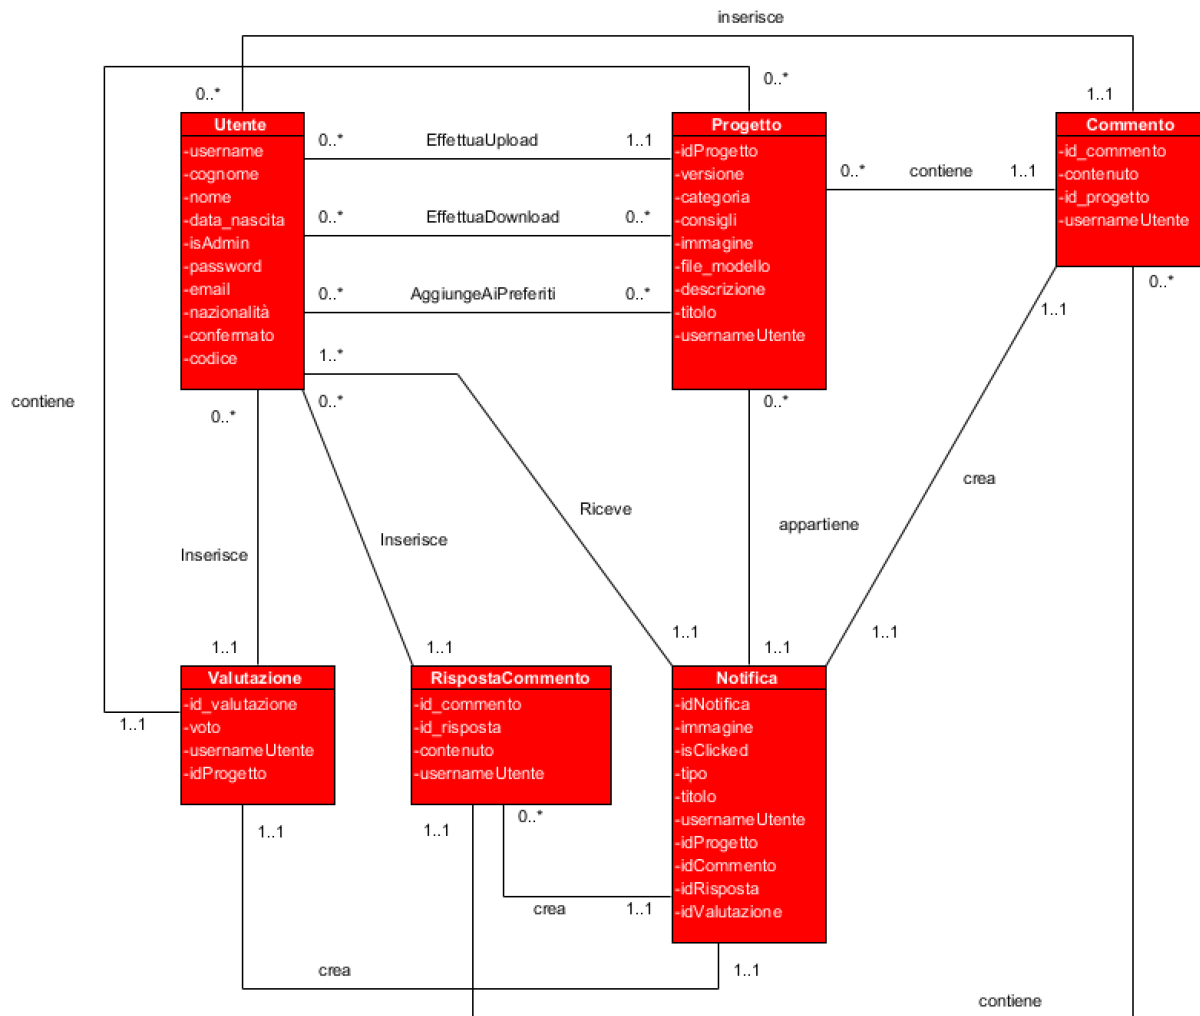 inserisce
0..*
0..*
1..1
Utente
-username
-cognome
-nome
-data_nascita
-isAdmin
-password
-email
-nazionalità
-confermato
-codice
0..*
EffettuaUpload
1..1
0..*
EffettuaDownload
0..*
0..*
AggiungeAiPreferiti
0..*
1..*
0..*
0..*
Progetto
-idProgetto
-versione
-categoria
-consigli
-immagine
-file_modello
-descrizione
-titolo
-usernameUtente
0..*
contiene
1..1
Commento
-id_commento
-contenuto
-id_progetto
-usernameUtente
0..*
1..1
0..*
contiene
crea
Riceve
appartiene
Inserisce
Inserisce
1..1
1..1
1..1
1..1
1..1
Valutazione
-id_valutazione
-voto
-usernameUtente
-idProgetto
1..1
RispostaCommento
-id_commento
-id_risposta
-contenuto
-usernameUtente
Notifica
-idNotifica
-immagine
-isClicked
-tipo
-titolo
-usernameUtente
-idProgetto
-idCommento
-idRisposta
-idValutazione
1..1
1..1
0..*
crea
1..1
crea
1..1
contiene